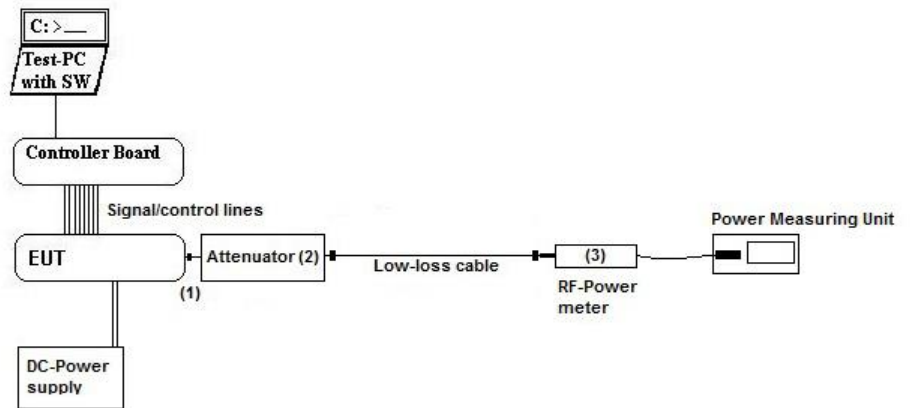 C:>__
Test-PC
with SW
Controller Board
Signal/control lines
Power Measuring Unit
EUT
Attenuator (2)
Low-loss cable
(3)
(1)
RF-Power
meter
DC-Power
supply